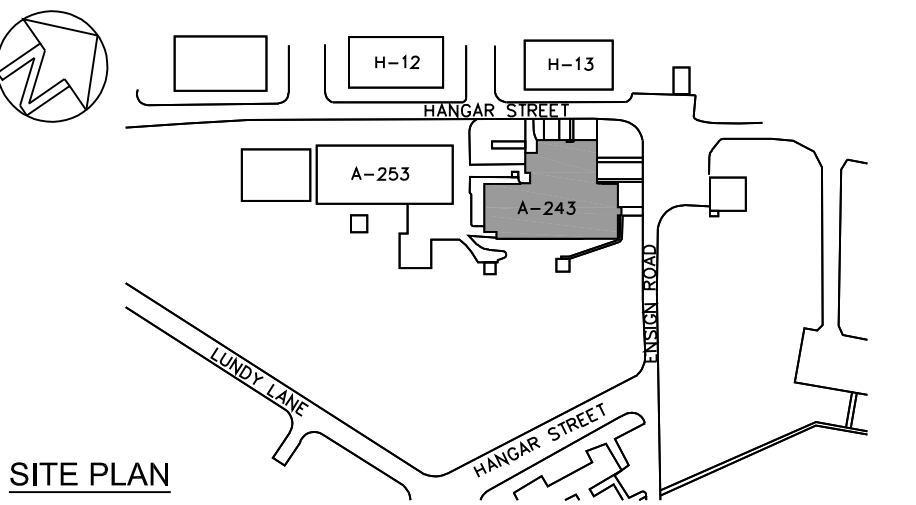 H-12
H-13
HANGAR STREET
A-253
A-243
ENSIGN ROAD
LUNDY LANE
HANGAR STREET
SITE PLAN
N